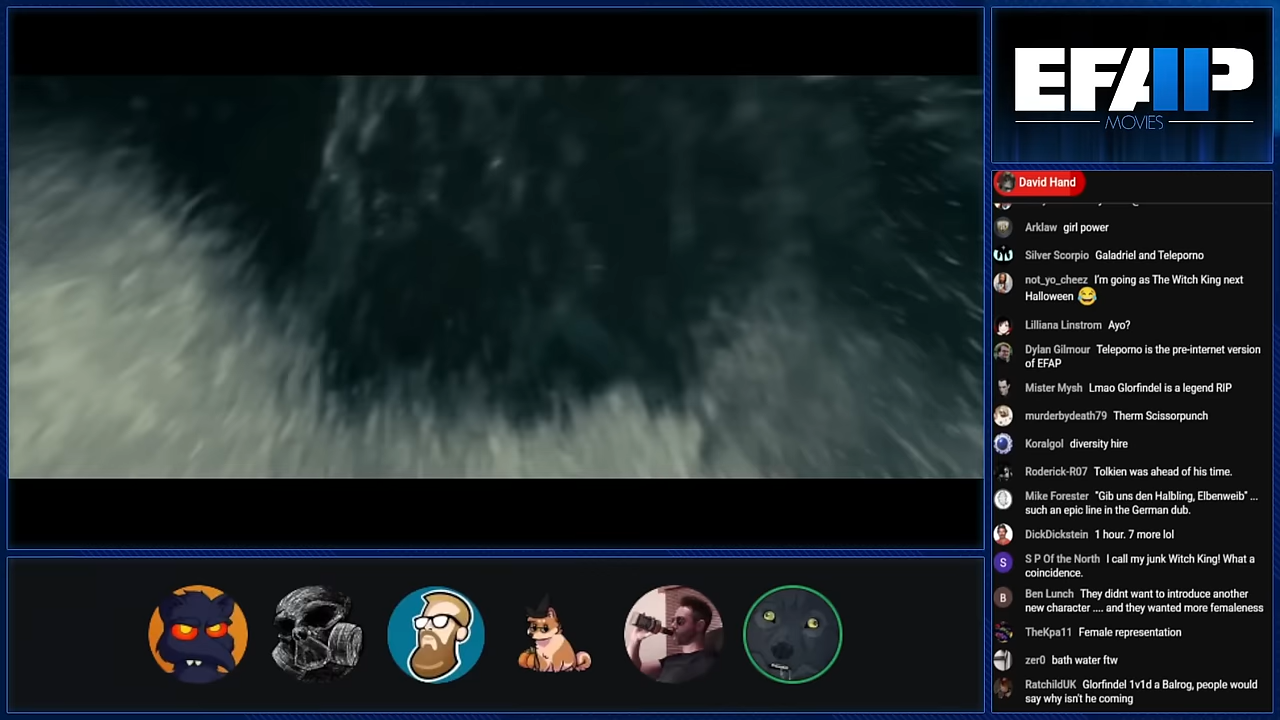 EFAP
MOVIES
David Hand
Arklaw girl power
Silver Scorpio Galadriel and Teleporno
not_yo_cheez I'm going as The Witch King next
Halloween 😂
Lilliana Linstrom Ayo?
Dylan Gilmour Teleporno is the pre-internet version
of EFAP
Mister Mysh Lmao Glorfindel is a legend RIP
murderbydeath79 Therm Scissorpunch
Koralgol diversity hire
Roderick-R07 Tolkien was ahead of his time.
Mike Forester "Gib uns den Halbling, Elbenweib" ...
such an epic line in the German dub.
DickDickstein 1 hour. 7 more lol
S
S P Of the North I call my junk Witch King! What a
coincidence.
B
Ben Lunch They didnt want to introduce another
new character .... and they wanted more femaleness
TheKpa11 Female representation
zer0 bath water ftw
RatchildUK Glorfindel 1v1d a Balrog, people would
say why isn't he coming